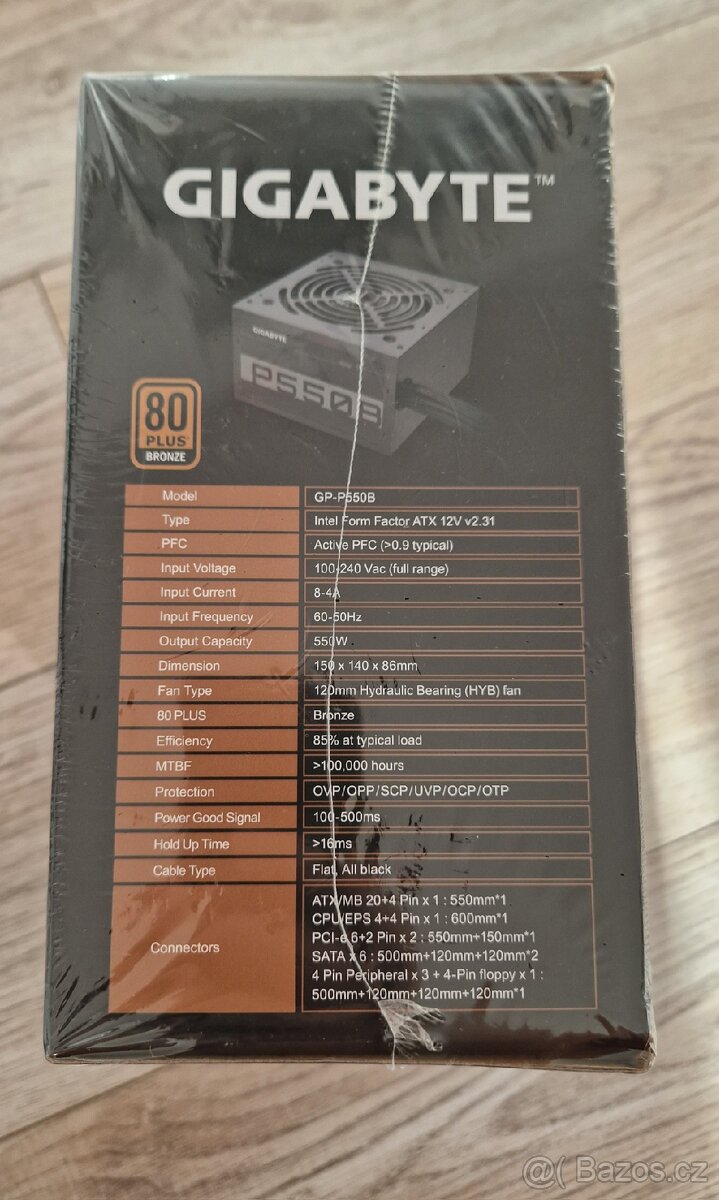 GIGABYTE™
GIGABYTE
P550B
80
PLUS
BRONZE
Model GP-P550B
Type Intel Form Factor ATX 12V v2.31
PFC Active PFC (>0.9 typical)
Input Voltage 100-240 Vac (full range)
Input Current 8-4A
Input Frequency 60-50Hz
Output Capacity 550W
Dimension 150 x 140 x 86mm
Fan Type 120mm Hydraulic Bearing (HYB) fan
80 PLUS Bronze
Efficiency 85% at typical load
MTBF >100,000 hours
Protection OVP/OPP/SCP/UVP/OCP/OTP
Power Good Signal 100-500ms
Hold Up Time >16ms
Cable Type Flat, All black
Connectors
ATX/MB 20+4 Pin x 1 : 550mm*1
CPU/EPS 4+4 Pin x 1 : 600mm*1
PCI-e 6+2 Pin x 2 : 550mm+150mm*1
SATA x 6 : 500mm+120mm+120mm*2
4 Pin Peripheral x 3 + 4-Pin floppy x 1 :
500mm+120mm+120mm+120mm*1
@( Bazos.cz